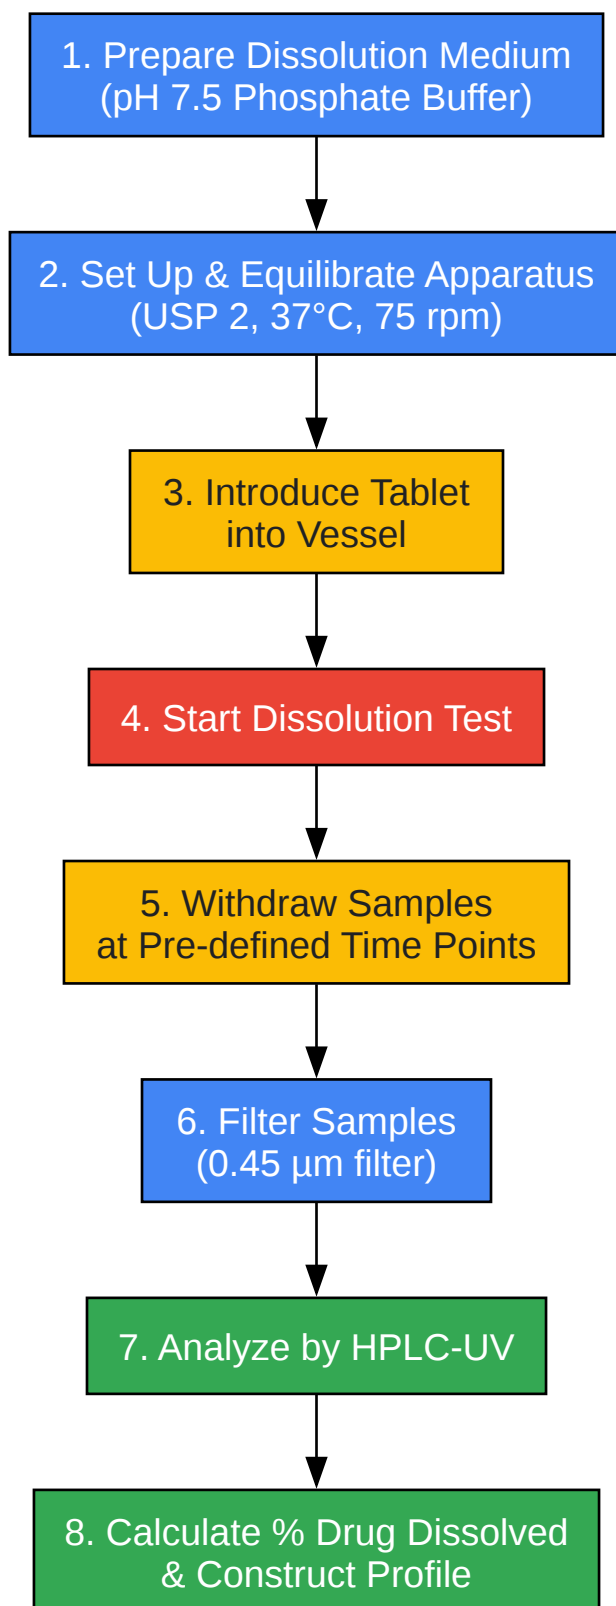 1. Prepare Dissolution Medium
(pH 7.5 Phosphate Buffer)
2. Set Up & Equilibrate Apparatus
(USP 2, 37°C, 75 rpm)
3. Introduce Tablet
into Vessel
4. Start Dissolution Test
5. Withdraw Samples
at Pre-defined Time Points
6. Filter Samples
(0.45 µm filter)
7. Analyze by HPLC-UV
8. Calculate % Drug Dissolved
& Construct Profile